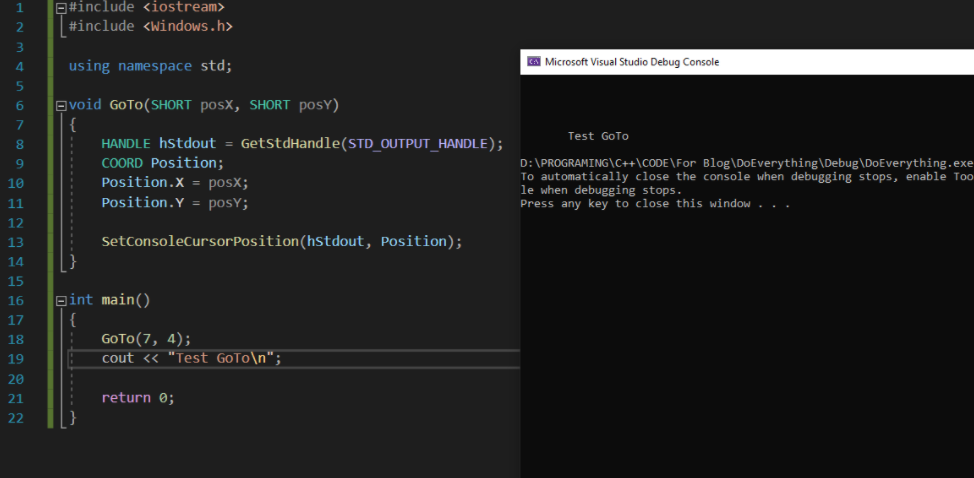 1 #include <iostream>
2 #include <Windows.h>
3
4 using namespace std;
5
6 void GoTo(SHORT posX, SHORT posY)
7 {
8 HANDLE hStdout = GetStdHandle(STD_OUTPUT_HANDLE);
9 COORD Position;
10 Position.X = posX;
11 Position.Y = posY;
12
13 SetConsoleCursorPosition(hStdout, Position);
14 }
15
16 int main()
17 {
18 GoTo(7, 4);
19 cout << "Test GoTo\n";
20
21 return 0;
22 }
Microsoft Visual Studio Debug Console
Test GoTo
D:\PROGRAMING\C++\CODE\For Blog\DoEverything\Debug\DoEverything.exe
To automatically close the console when debugging stops, enable Too
le when debugging stops.
Press any key to close this window . . .